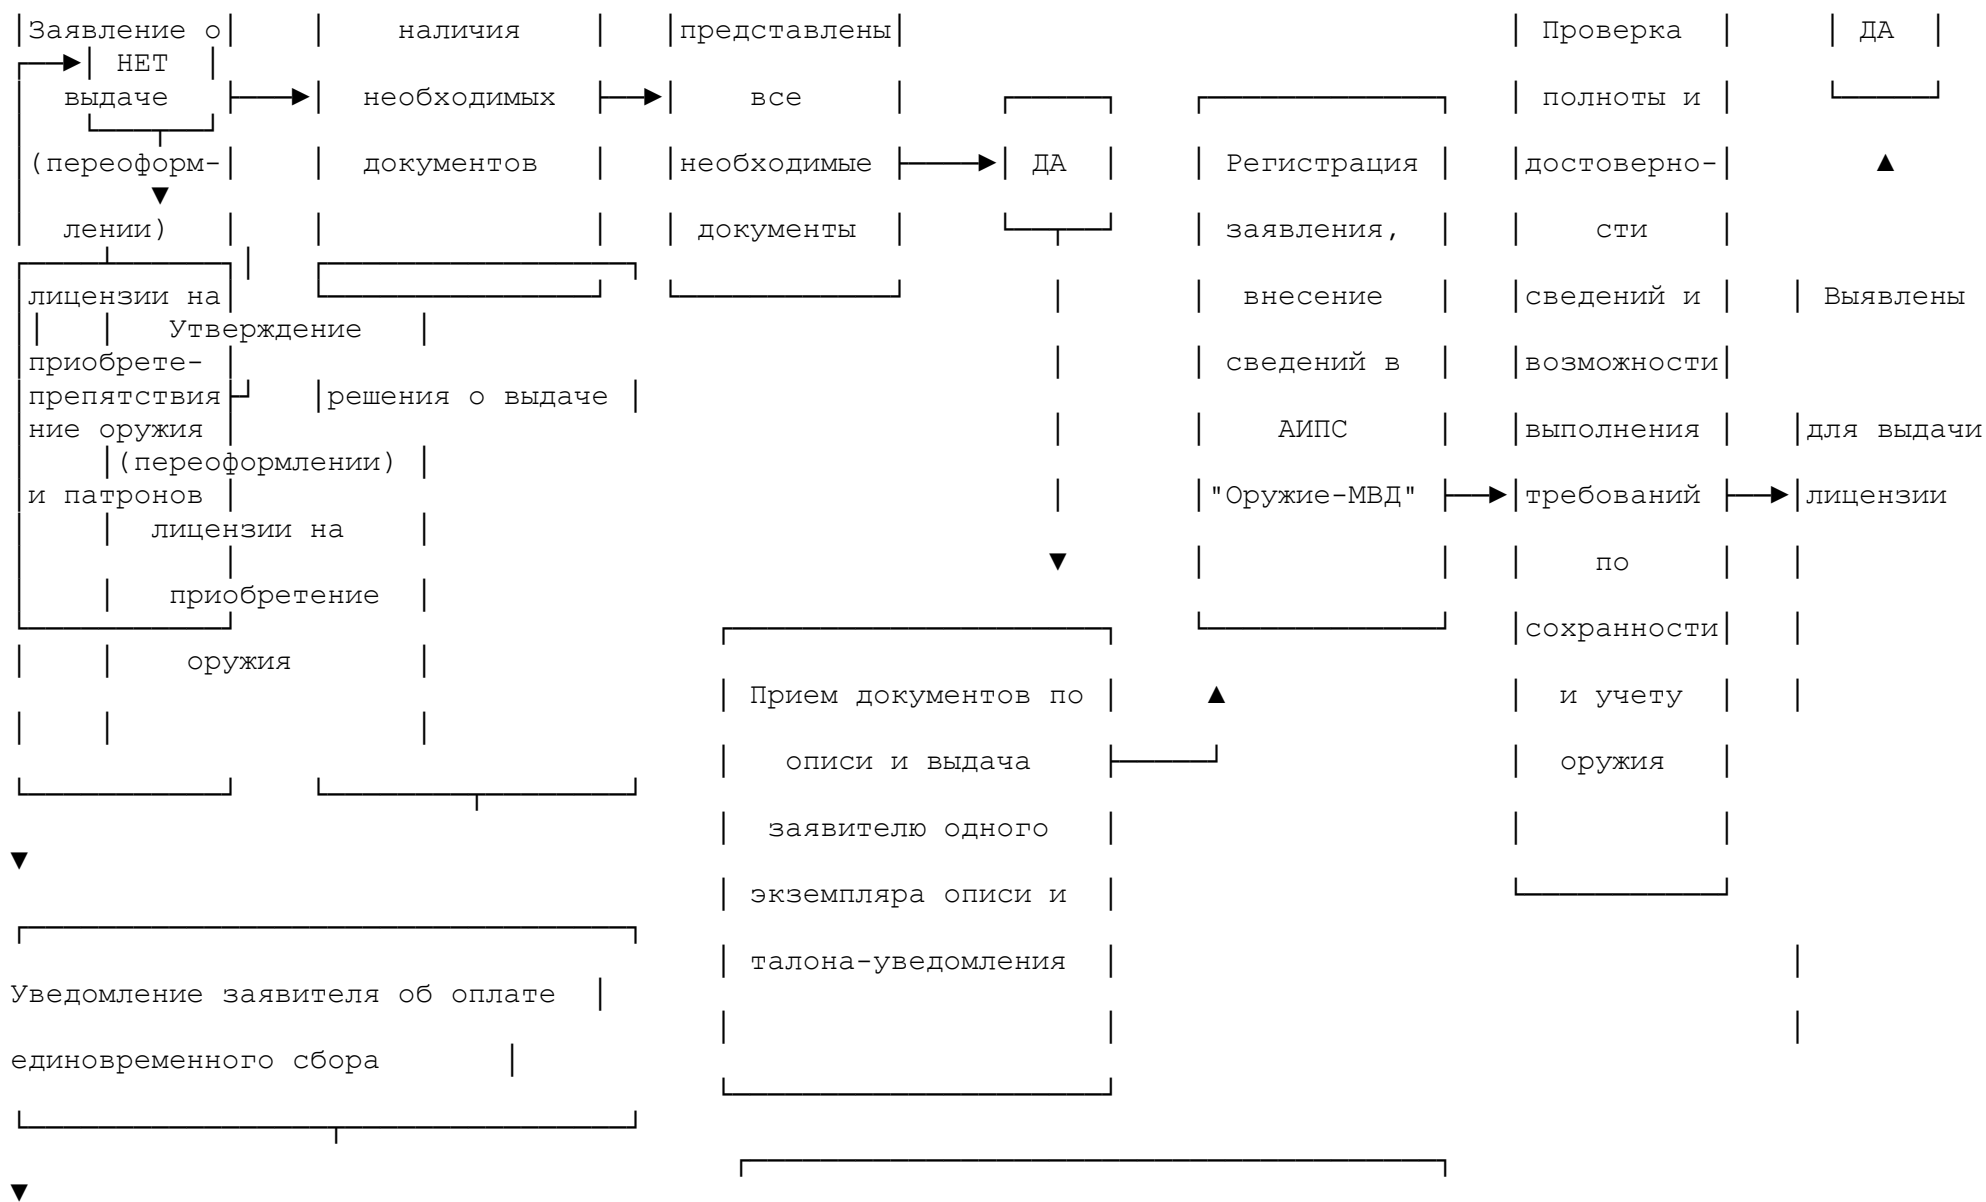 Заявление о наличия представлены Проверка ДА
НЕТ
выдаче необходимых все полноты и
(переоформ- документов необходимые ДА Регистрация достоверно-
лении) документы заявления, сти
лицензии на внесение сведений и Выявлены
Утверждение
приобрете- сведений в возможности
препятствия решения о выдаче
ние оружия АИПС выполнения для выдачи
(переоформлении)
и патронов "Оружие-МВД" требований лицензии
лицензии на
по
приобретение
сохранности
оружия
Прием документов по и учету
описи и выдача оружия
заявителю одного
экземпляра описи и
талона-уведомления
Уведомление заявителя об оплате
единовременного сбора